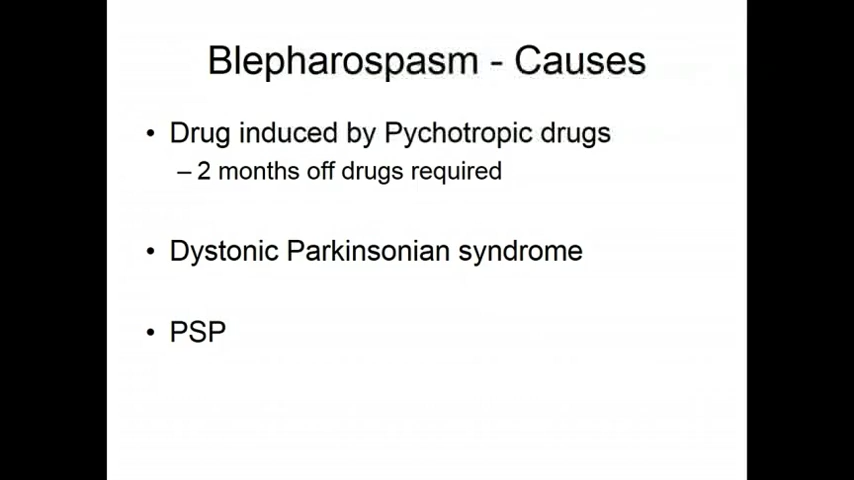 Blepharospasm - Causes
• Drug induced by Pychotropic drugs
– 2 months off drugs required
• Dystonic Parkinsonian syndrome
• PSP